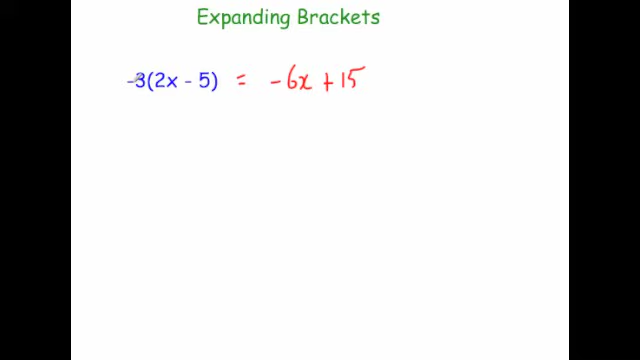 Expanding Brackets
-3(2x - 5) = -6x + 15